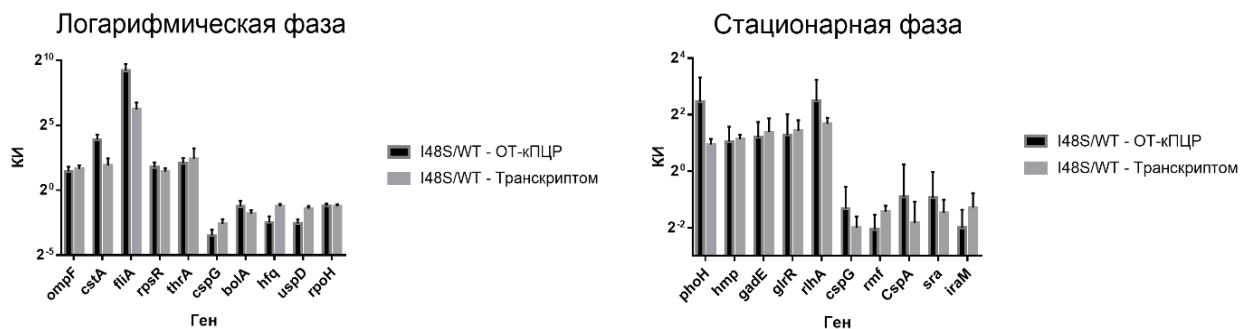 Логарифмическая фаза
2^10
2^5
2^0
2^-5
КИ
ompF
cstA
fliA
rpsR
thrA
cspG
bolA
hfq
uspD
rpoH
Ген
I48S/WT - ОТ-кПЦР
I48S/WT - Транскриптом
Стационарная фаза
2^4
2^2
2^0
2^-2
КИ
phoH
hmp
gadE
glrR
rlhA
cspG
rmf
CspA
sra
iraM
Ген
I48S/WT - ОТ-кПЦР
I48S/WT - Транскриптом